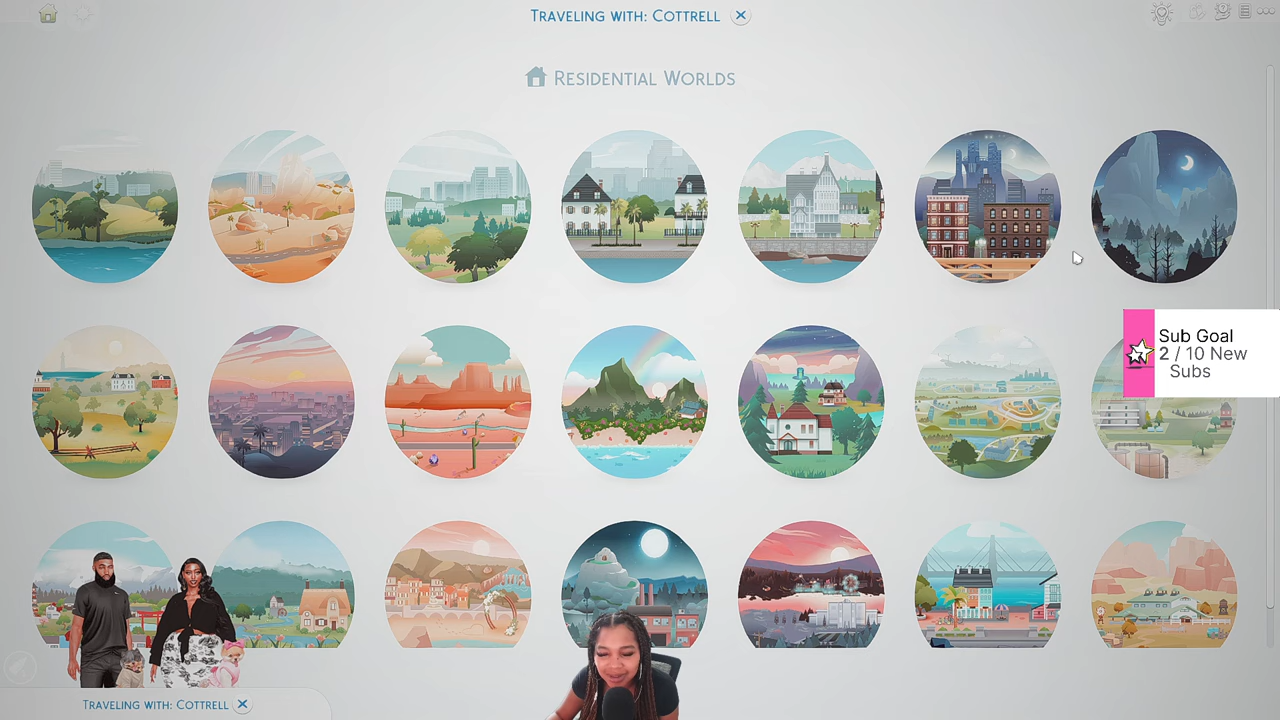 Traveling with: Cottrell
Residential Worlds
Sub Goal
2 / 10 New
Subs
Traveling with: Cottrell